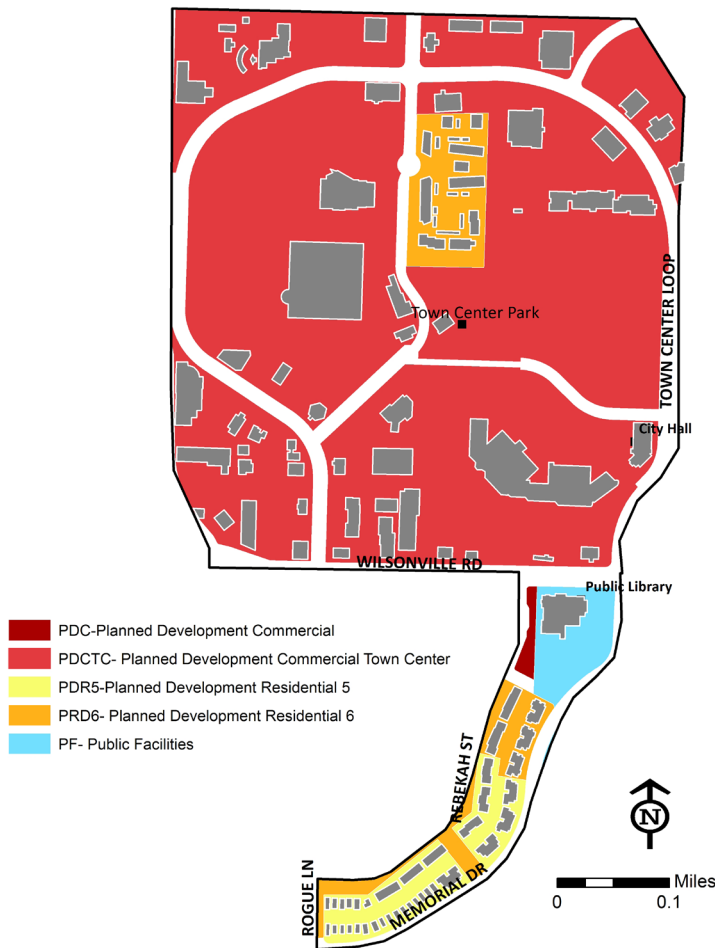 TOWN CENTER LOOP
Town Center Park
City Hall
WILSONVILLE RD
Public Library
PDC-Planned Development Commercial
PDCTC- Planned Development Commercial Town Center
PDR5-Planned Development Residential 5
PRD6- Planned Development Residential 6
PF- Public Facilities
REBEKAH ST
MEMORIAL DR
ROGUE LN
N
Miles
0 0.1